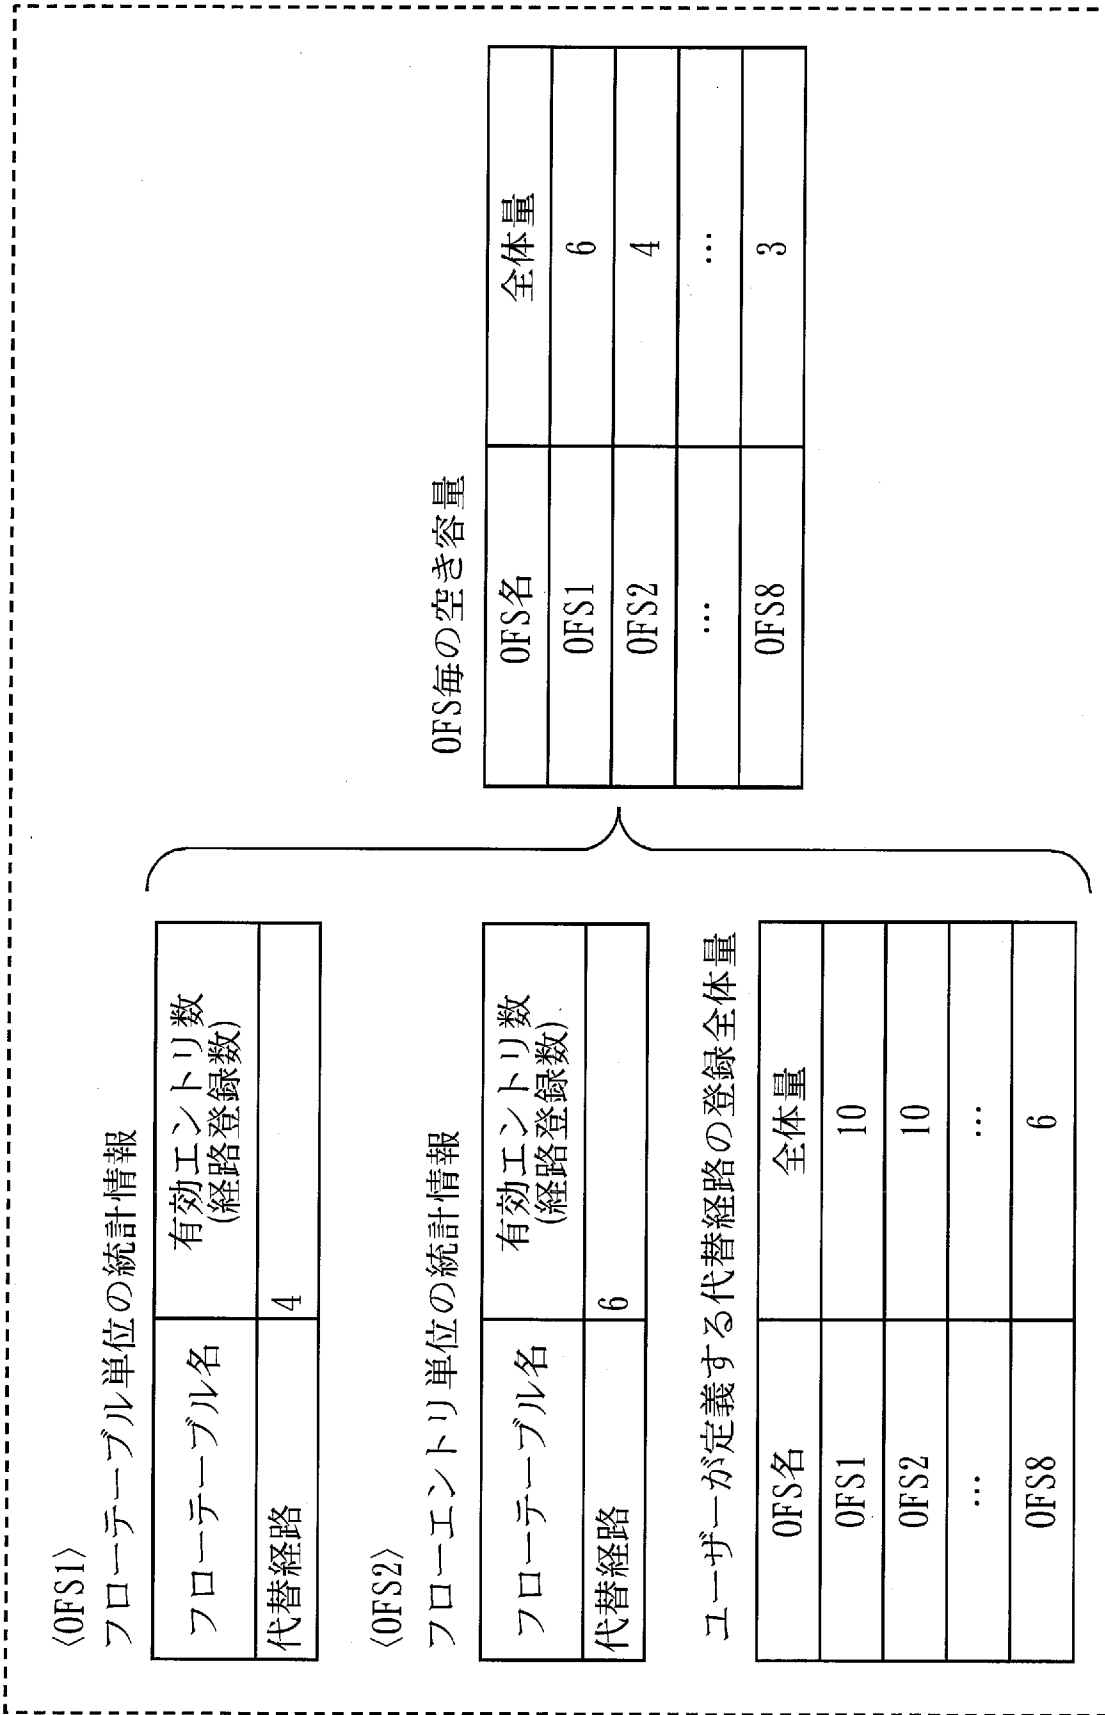 〈OFS1〉
フローテーブル単位の統計情報
フローテーブル名 有効エントリ数
(経路登録数)
代替経路 4
〈OFS2〉
フローエントリ単位の統計情報
フローテーブル名 有効エントリ数
(経路登録数)
代替経路 6
ユーザーが定義する代替経路の登録全体量
OFS名 全体量
OFS1 10
OFS2 10
… …
OFS8 6
OFS毎の空き容量
OFS名 全体量
OFS1 6
OFS2 4
… …
OFS8 3